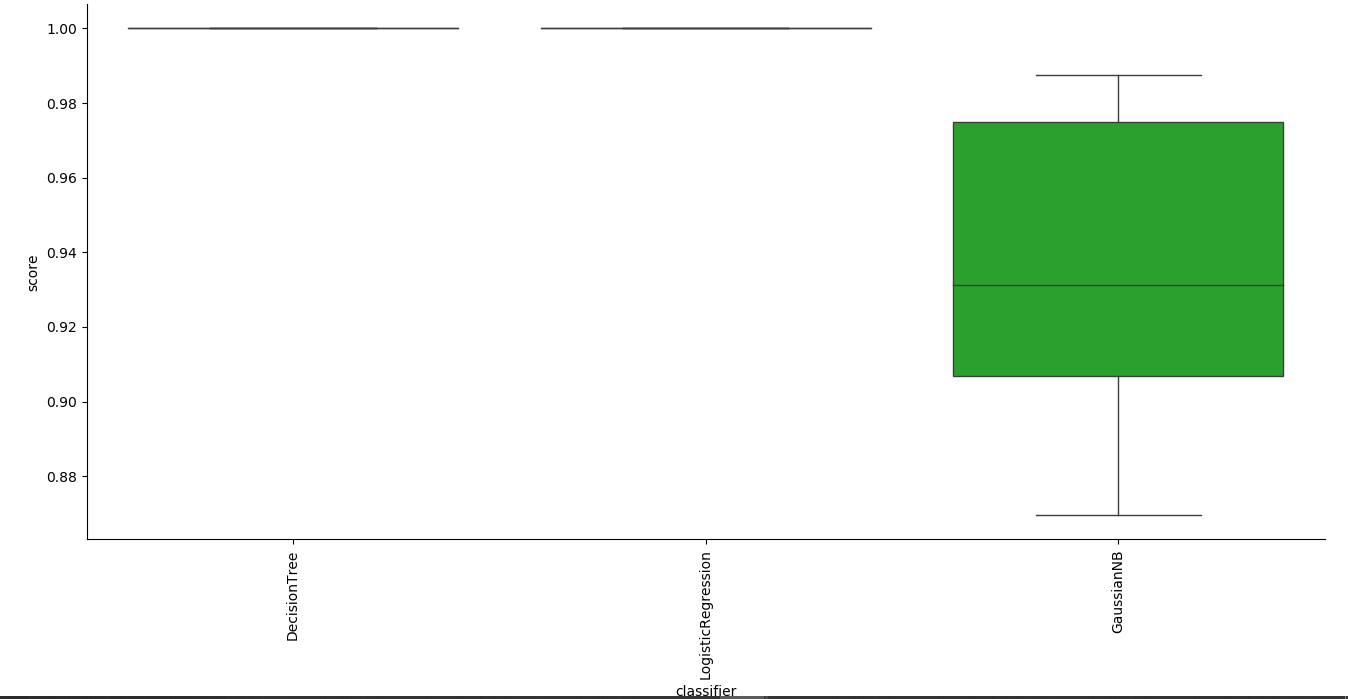 1.00
0.98
0.96
0.94
0.92
0.90
0.88
score
DecisionTree
LogisticRegression
GaussianNB
classifier